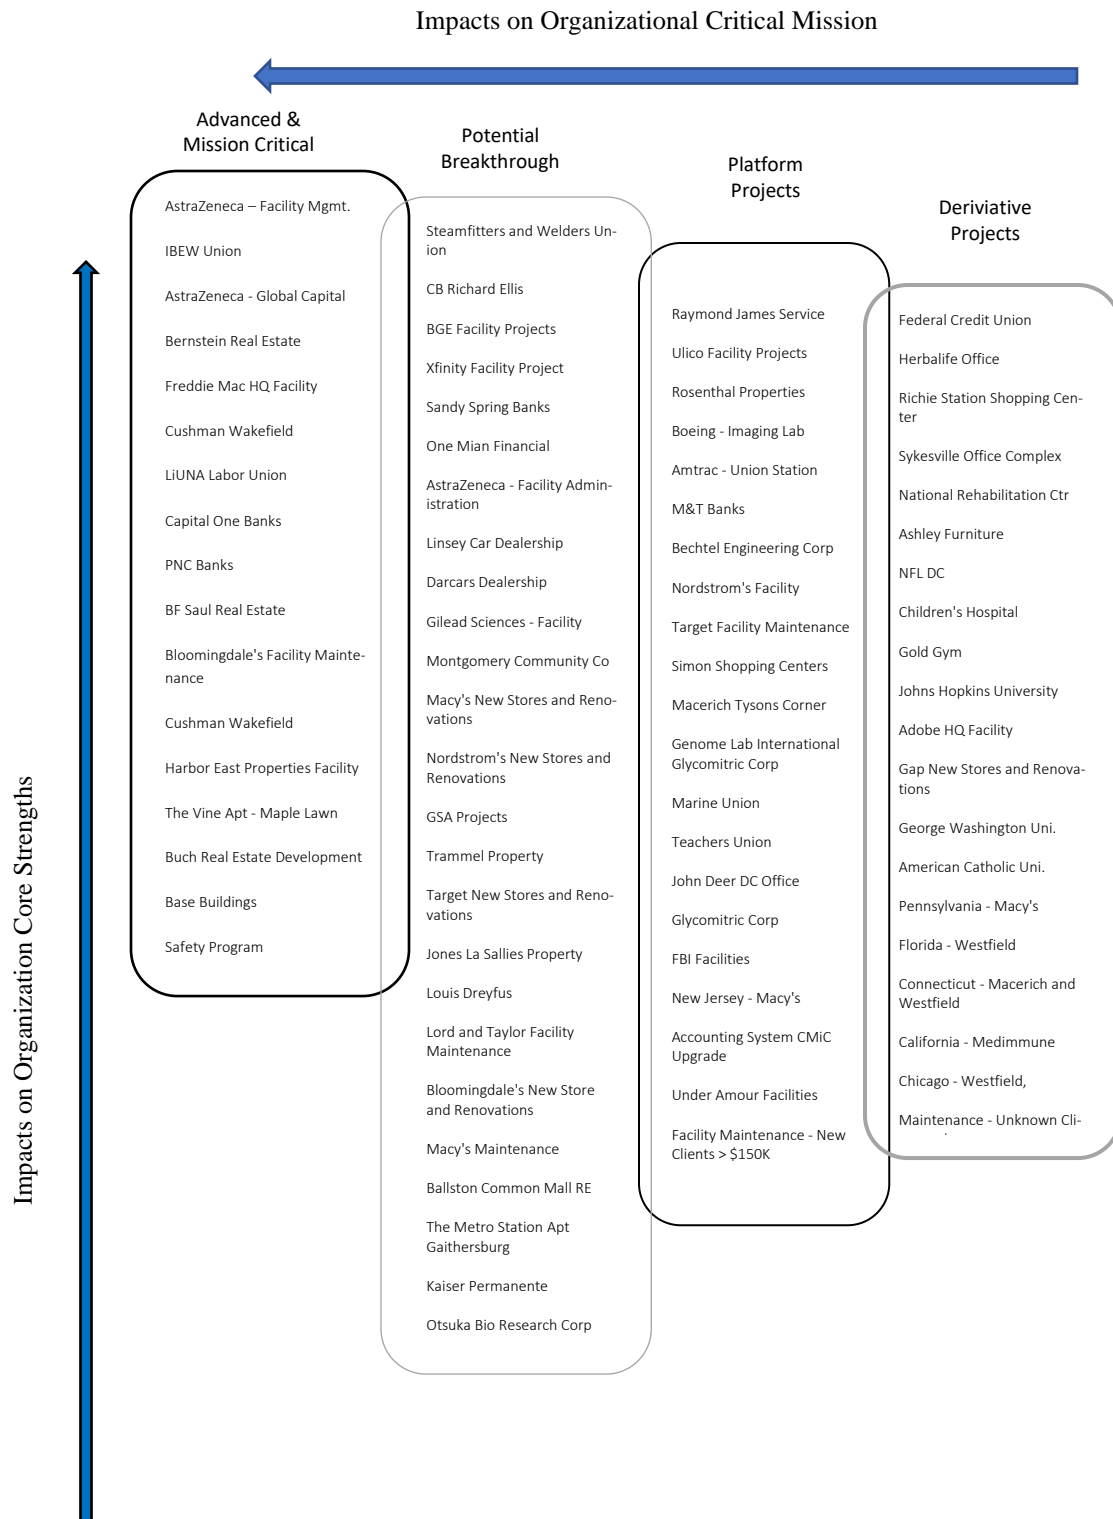 Impacts on Organizational Critical Mission
Advanced &
Mission Critical
AstraZeneca – Facility Mgmt.
IBEW Union
AstraZeneca - Global Capital
Bernstein Real Estate
Freddie Mac HQ Facility
Cushman Wakefield
LiUNA Labor Union
Capital One Banks
PNC Banks
BF Saul Real Estate
Bloomingdale's Facility Mainte-
nance
Cushman Wakefield
Harbor East Properties Facility
The Vine Apt - Maple Lawn
Buch Real Estate Development
Base Buildings
Safety Program
Potential
Breakthrough
Steamfitters and Welders Un-
ion
CB Richard Ellis
BGE Facility Projects
Xfinity Facility Project
Sandy Spring Banks
One Mian Financial
AstraZeneca - Facility Admin-
istration
Linsey Car Dealership
Darcars Dealership
Gilead Sciences - Facility
Montgomery Community Co
Macy's New Stores and Reno-
vations
Nordstrom's New Stores and
Renovations
GSA Projects
Trammel Property
Target New Stores and Reno-
vations
Jones La Sallies Property
Louis Dreyfus
Lord and Taylor Facility
Maintenance
Bloomingdale's New Store
and Renovations
Macy's Maintenance
Ballston Common Mall RE
The Metro Station Apt
Gaithersburg
Kaiser Permanente
Otsuka Bio Research Corp
Platform
Projects
Raymond James Service
Ulico Facility Projects
Rosenthal Properties
Boeing - Imaging Lab
Amtrac - Union Station
M&T Banks
Bechtel Engineering Corp
Nordstrom's Facility
Target Facility Maintenance
Simon Shopping Centers
Macerich Tysons Corner
Genome Lab International
Glycomitric Corp
Marine Union
Teachers Union
John Deer DC Office
Glycomitric Corp
FBI Facilities
New Jersey - Macy's
Accounting System CMiC
Upgrade
Under Amour Facilities
Facility Maintenance - New
Clients > $150K
Deriviative
Projects
Federal Credit Union
Herbalife Office
Richie Station Shopping Cen-
ter
Sykesville Office Complex
National Rehabilitation Ctr
Ashley Furniture
NFL DC
Children's Hospital
Gold Gym
Johns Hopkins University
Adobe HQ Facility
Gap New Stores and Renova-
tions
George Washington Uni.
American Catholic Uni.
Pennsylvania - Macy's
Florida - Westfield
Connecticut - Macerich and
Westfield
California - Medimmune
Chicago - Westfield,
Maintenance - Unknown Cli-
Impacts on Organization Core Strengths